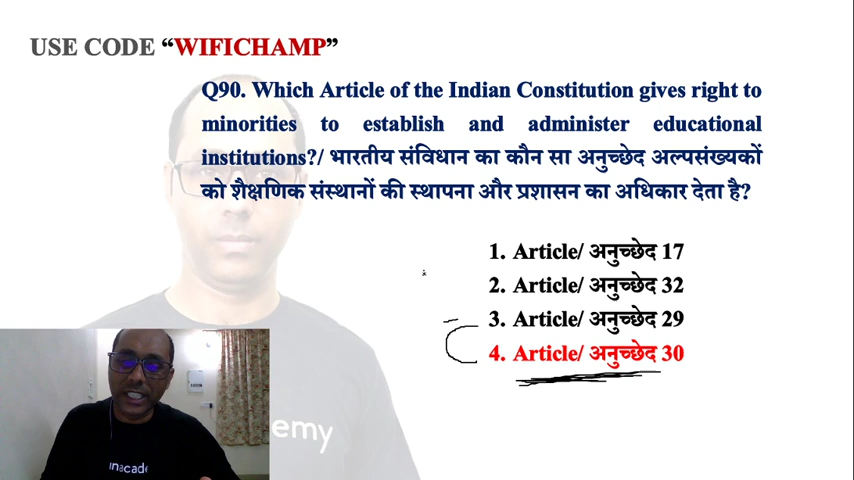 USE CODE “WIFICHAMP”
Q90. Which Article of the Indian Constitution gives right to
minorities to establish and administer educational
institutions?/ भारतीय संविधान का कौन सा अनुच्छेद अल्पसंख्यकों
को शैक्षणिक संस्थानों की स्थापना और प्रशासन का अधिकार देता है?
1. Article/ अनुच्छेद 17
2. Article/ अनुच्छेद 32
3. Article/ अनुच्छेद 29
4. Article/ अनुच्छेद 30
emy
unacade